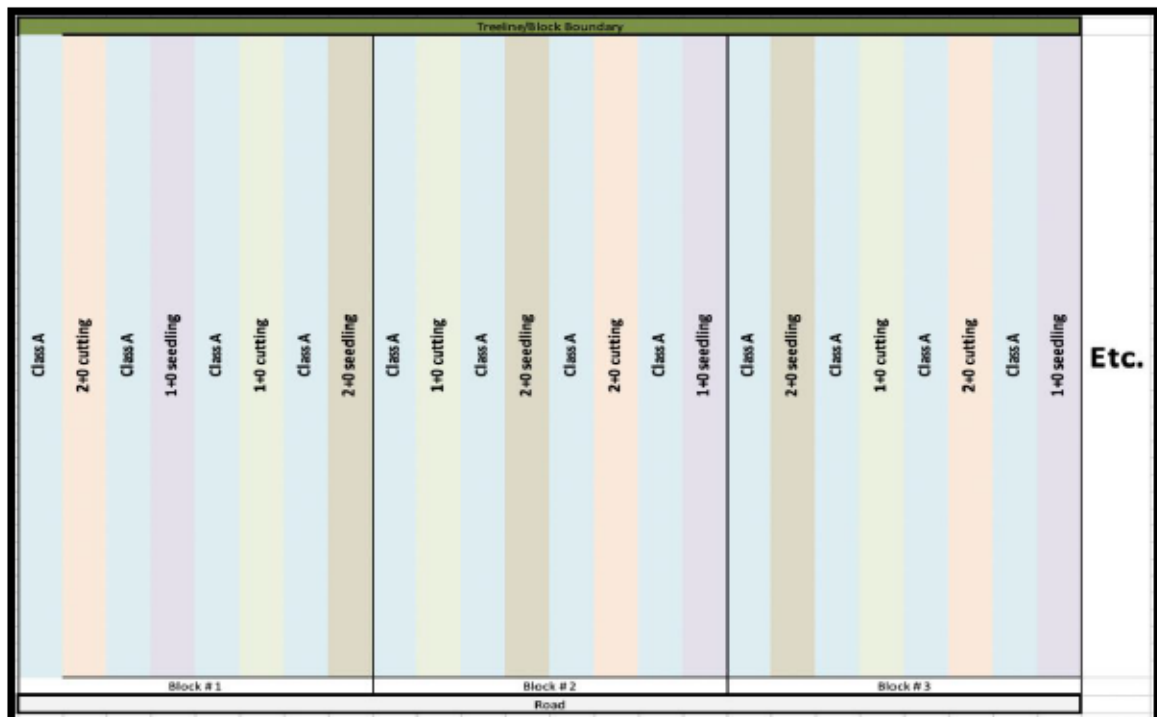 Treeline/Block Boundary
Class A
2+0 cutting
Class A
1+0 seedling
Class A
1+0 cutting
Class A
2+0 seedling
Class A
1+0 cutting
Class A
2+0 seedling
Class A
2+0 cutting
Class A
1+0 seedling
Class A
2+0 seedling
Class A
1+0 cutting
Class A
2+0 cutting
Class A
1+0 seedling
Etc.
Block #1
Block #2
Block #3
Road